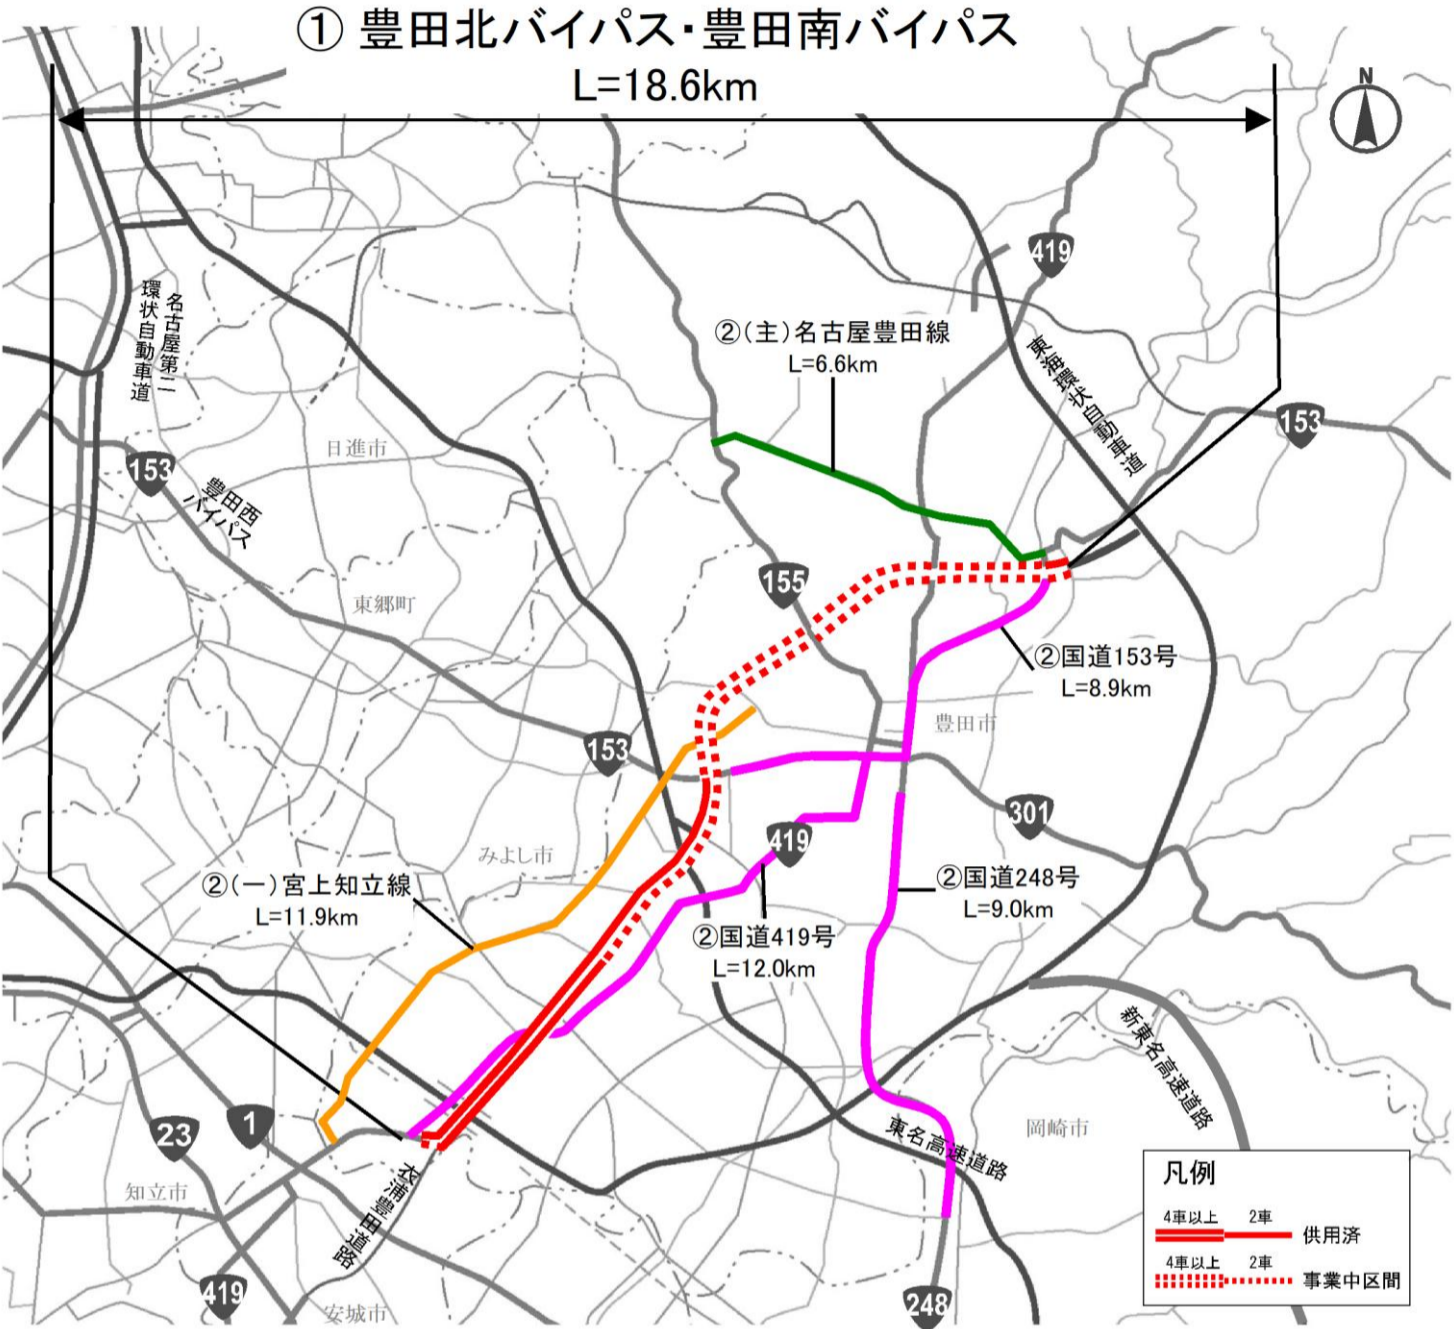 ① 豊田北バイパス・豊田南バイパス
L=18.6km
N
419
名古屋第二
環状自動車道
②(主)名古屋豊田線
L=6.6km
東海環状自動車道
153
日進市
153
豊田西
バイパス
155
東郷町
②国道153号
L=8.9km
豊田市
153
301
419
みよし市
②(一)宮上知立線
L=11.9km
②国道248号
L=9.0km
②国道419号
L=12.0km
新東名高速道路
1
23
東名高速道路
岡崎市
衣浦豊田道路
知立市
419
安城市
248
凡例
4車以上 2車
供用済
4車以上 2車
事業中区間